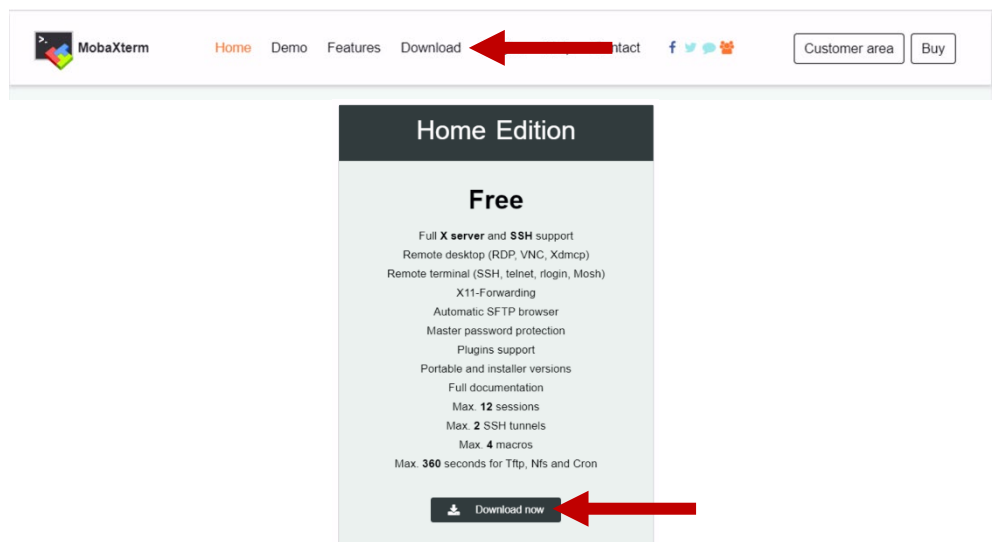 MobaXterm Home Demo Features Download Customer area Buy
Home Edition
Free
Full X server and SSH support
Remote desktop (RDP, VNC, Xdmcp)
Remote terminal (SSH, telnet, rlogin, Mosh)
X11-Forwarding
Automatic SFTP browser
Master password protection
Plugins support
Portable and installer versions
Full documentation
Max. 12 sessions
Max. 2 SSH tunnels
Max. 4 macros
Max. 360 seconds for Tftp, Nfs and Cron
Download now